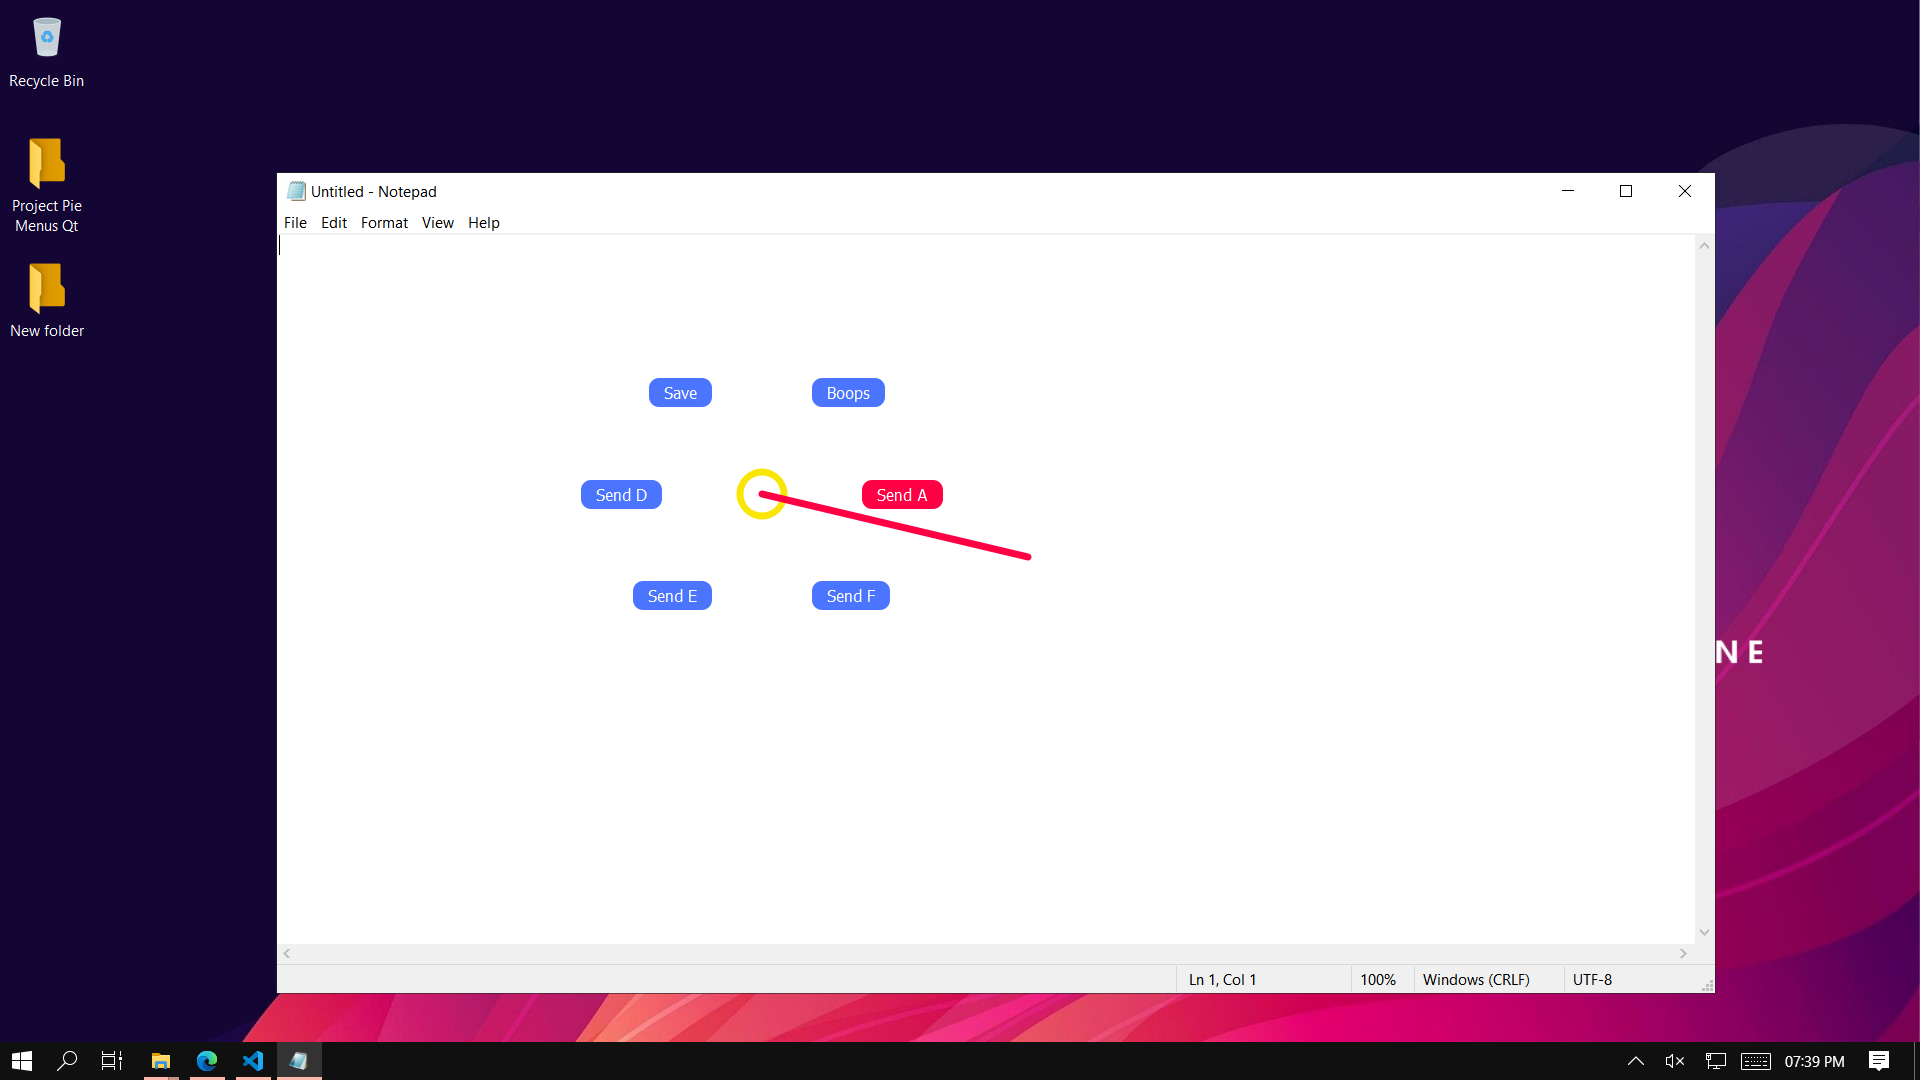 Recycle Bin
Project Pie
Menus Qt
New folder
Untitled - Notepad
File Edit Format View Help
Save Boops
Send D Send A
Send E Send F
N E
Ln 1, Col 1 100% Windows (CRLF) UTF-8
07:39 PM